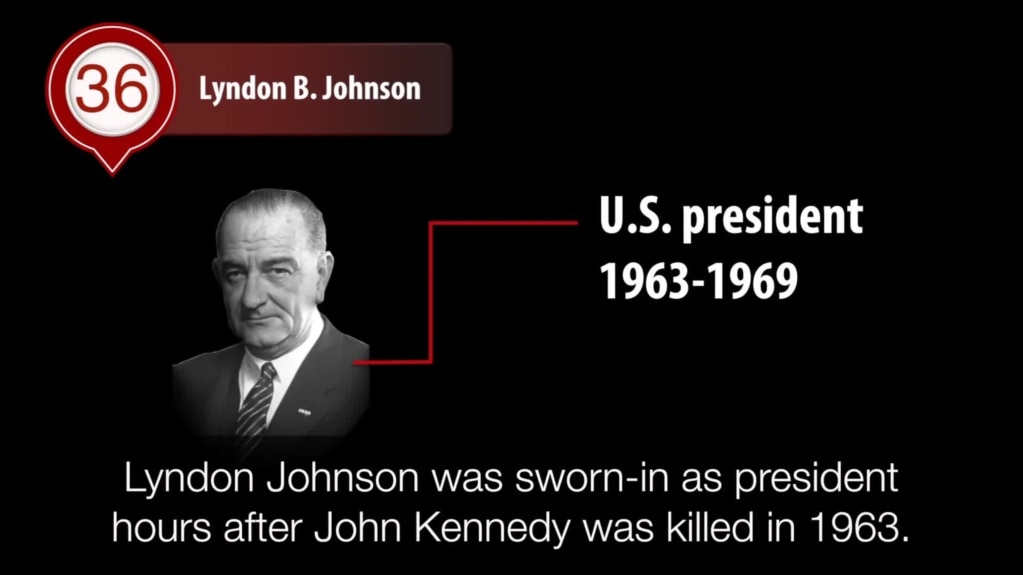 36
Lyndon B. Johnson
U.S. president
1963-1969
Lyndon Johnson was sworn-in as president
hours after John Kennedy was killed in 1963.